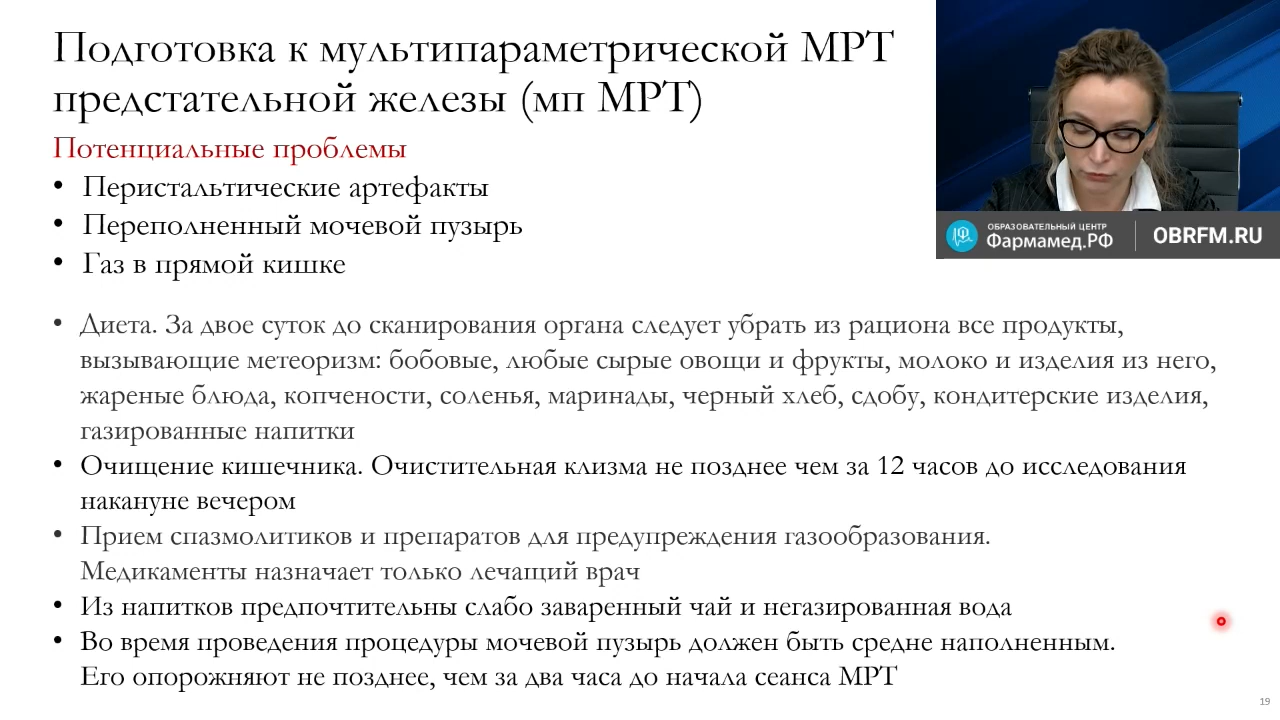 Подготовка к мультипараметрической МРТ
предстательной железы (мп МРТ)
Потенциальные проблемы
• Перистальтические артефакты
• Переполненный мочевой пузырь
• Газ в прямой кишке
ОБРАЗОВАТЕЛЬНЫЙ ЦЕНТР
Фармамед.РФ
OBRFM.RU
• Диета. За двое суток до сканирования органа следует убрать из рациона все продукты,
вызывающие метеоризм: бобовые, любые сырые овощи и фрукты, молоко и изделия из него,
жареные блюда, копчености, соленья, маринады, черный хлеб, сдобу, кондитерские изделия,
газированные напитки
• Очищение кишечника. Очистительная клизма не позднее чем за 12 часов до исследования
накануне вечером
• Прием спазмолитиков и препаратов для предупреждения газообразования.
Медикаменты назначает только лечащий врач
• Из напитков предпочтительны слабо заваренный чай и негазированная вода
• Во время проведения процедуры мочевой пузырь должен быть средне наполненным.
Его опорожняют не позднее, чем за два часа до начала сеанса МРТ
19